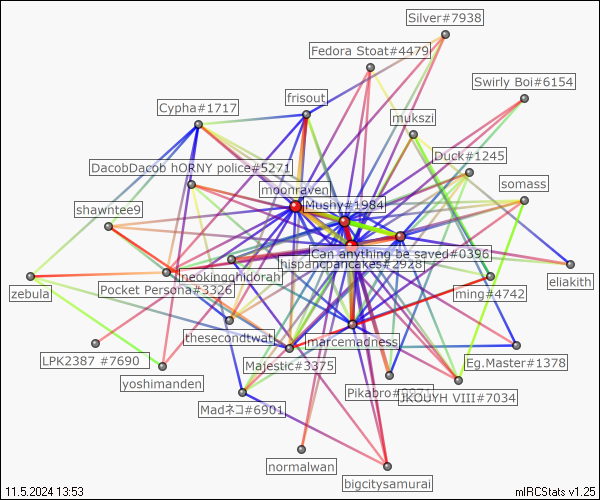 Silver#7938
Fedora Stoat#4479
Swirly Boi#6154
frisout
Cypha#1717
mukszi
Duck#1245
DacobDacob hORNY police#5271
somass
moonraven
Mushy#1984
shawntee9
Can anything be saved#0396
hispancpancakes#2928
neokingghidorah
eliakith
zebula
Pocket Persona#3326
ming#4742
thesecondtwat
marcemadness
LPK2387 #7690
Majestic#3375
Eg.Master#1378
yoshimanden
JKOUYH VIII#7034
Madネコ#6901
normalwan
bigcitysamurai
11.5.2024 13:53
mIRCStats v1.25